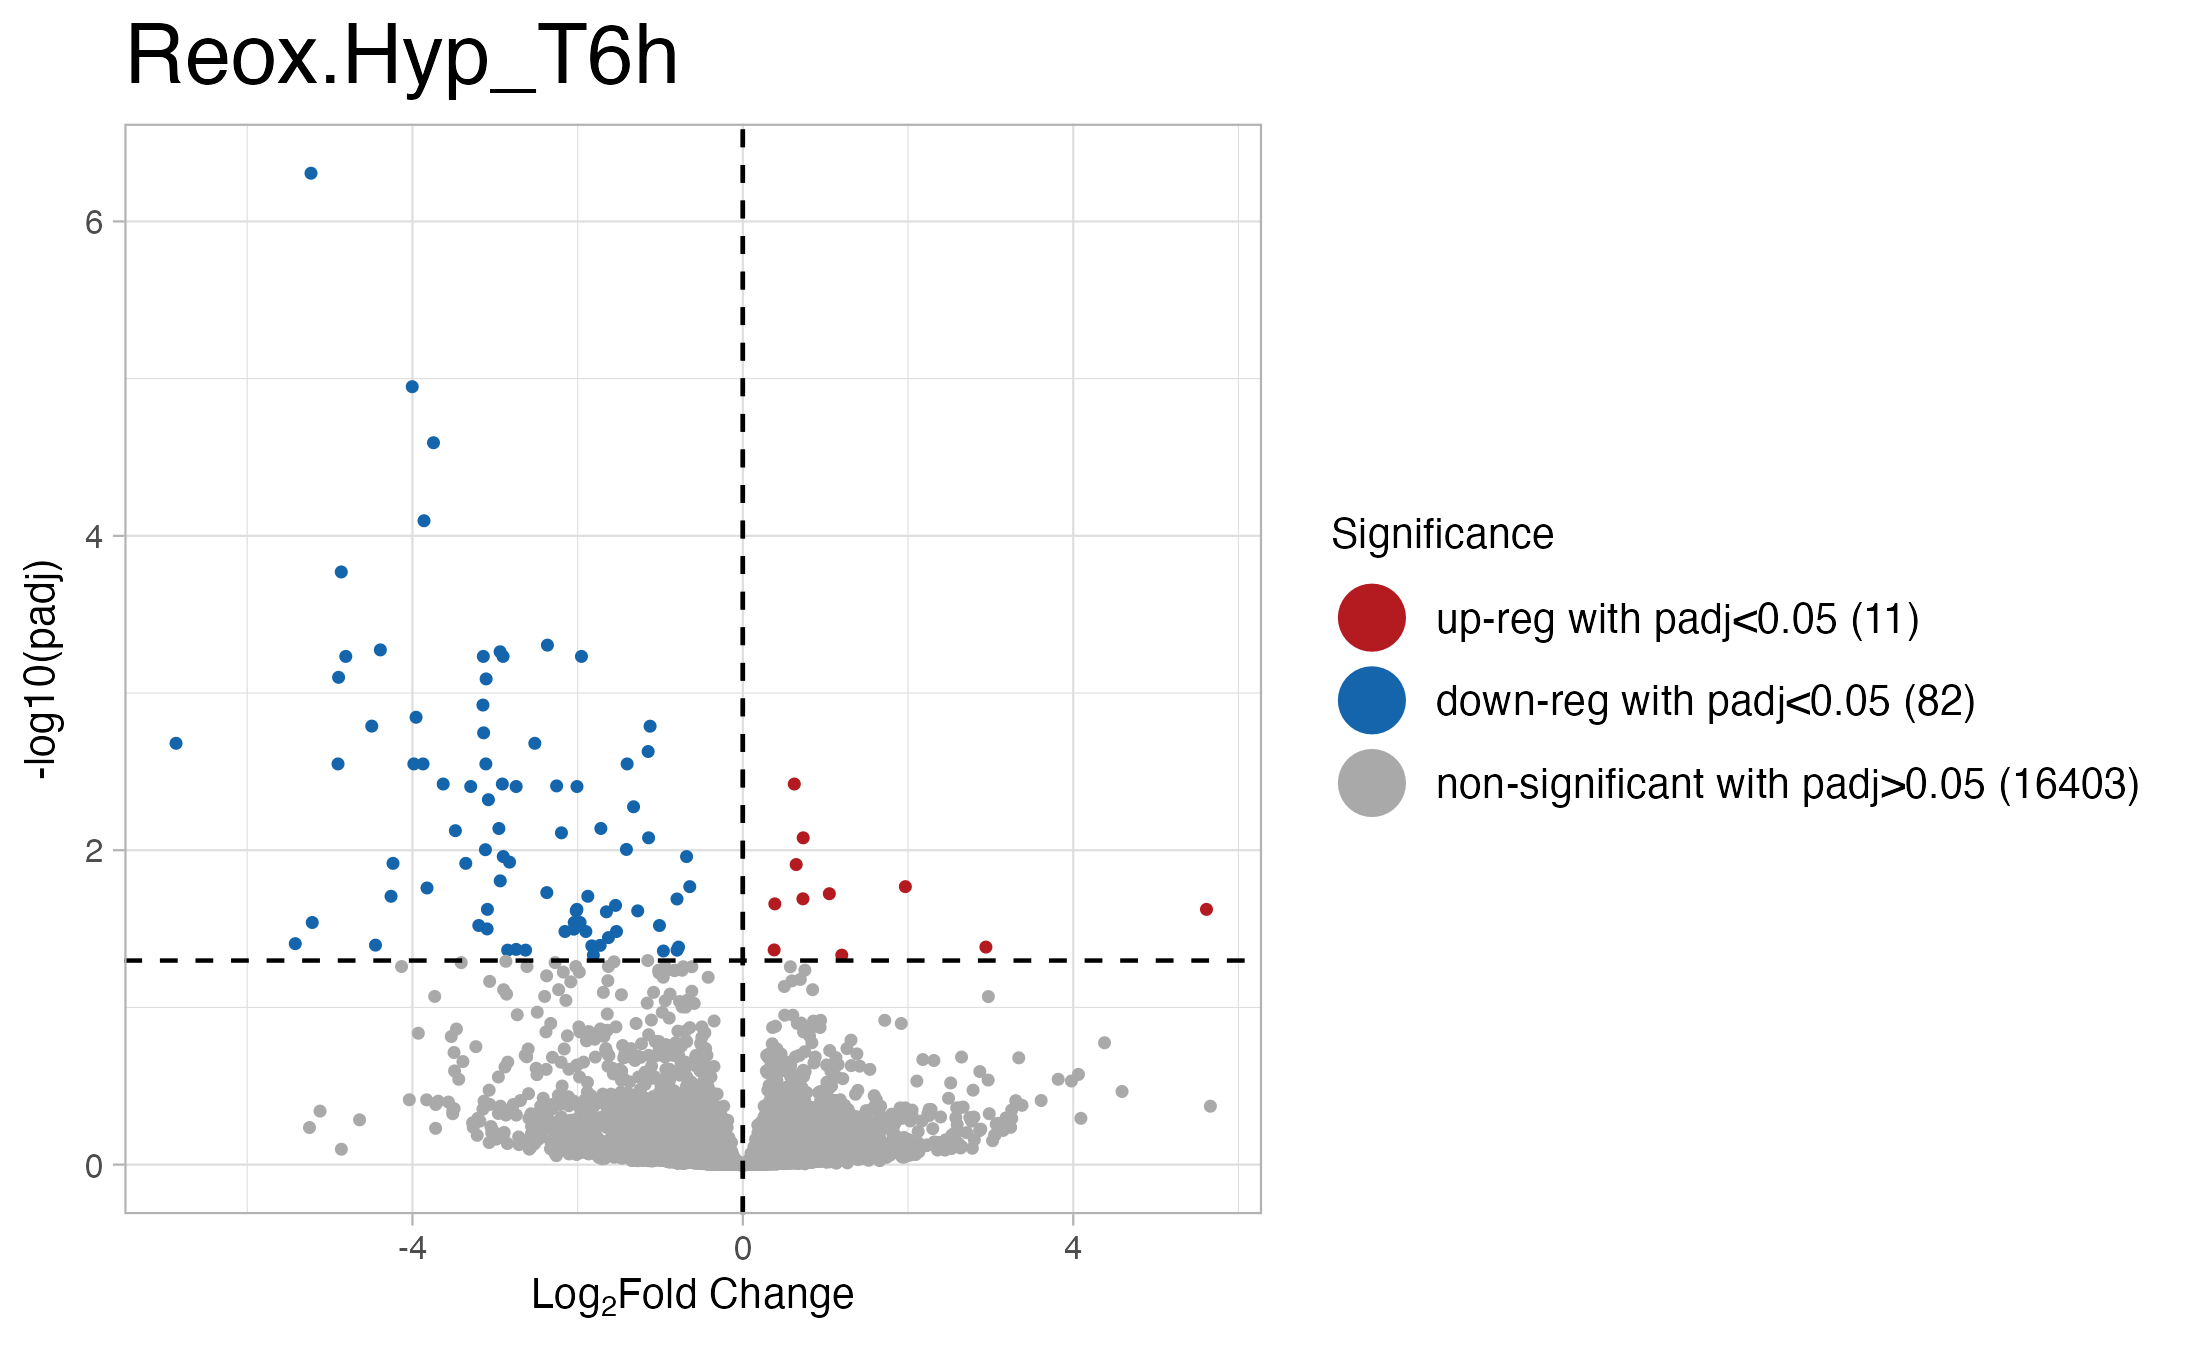 Reox.Hyp_T6h
6
4
2
0
-log10(padj)
-4
0
4
Log₂Fold Change
Significance
up-reg with padj<0.05 (11)
down-reg with padj<0.05 (82)
non-significant with padj>0.05 (16403)